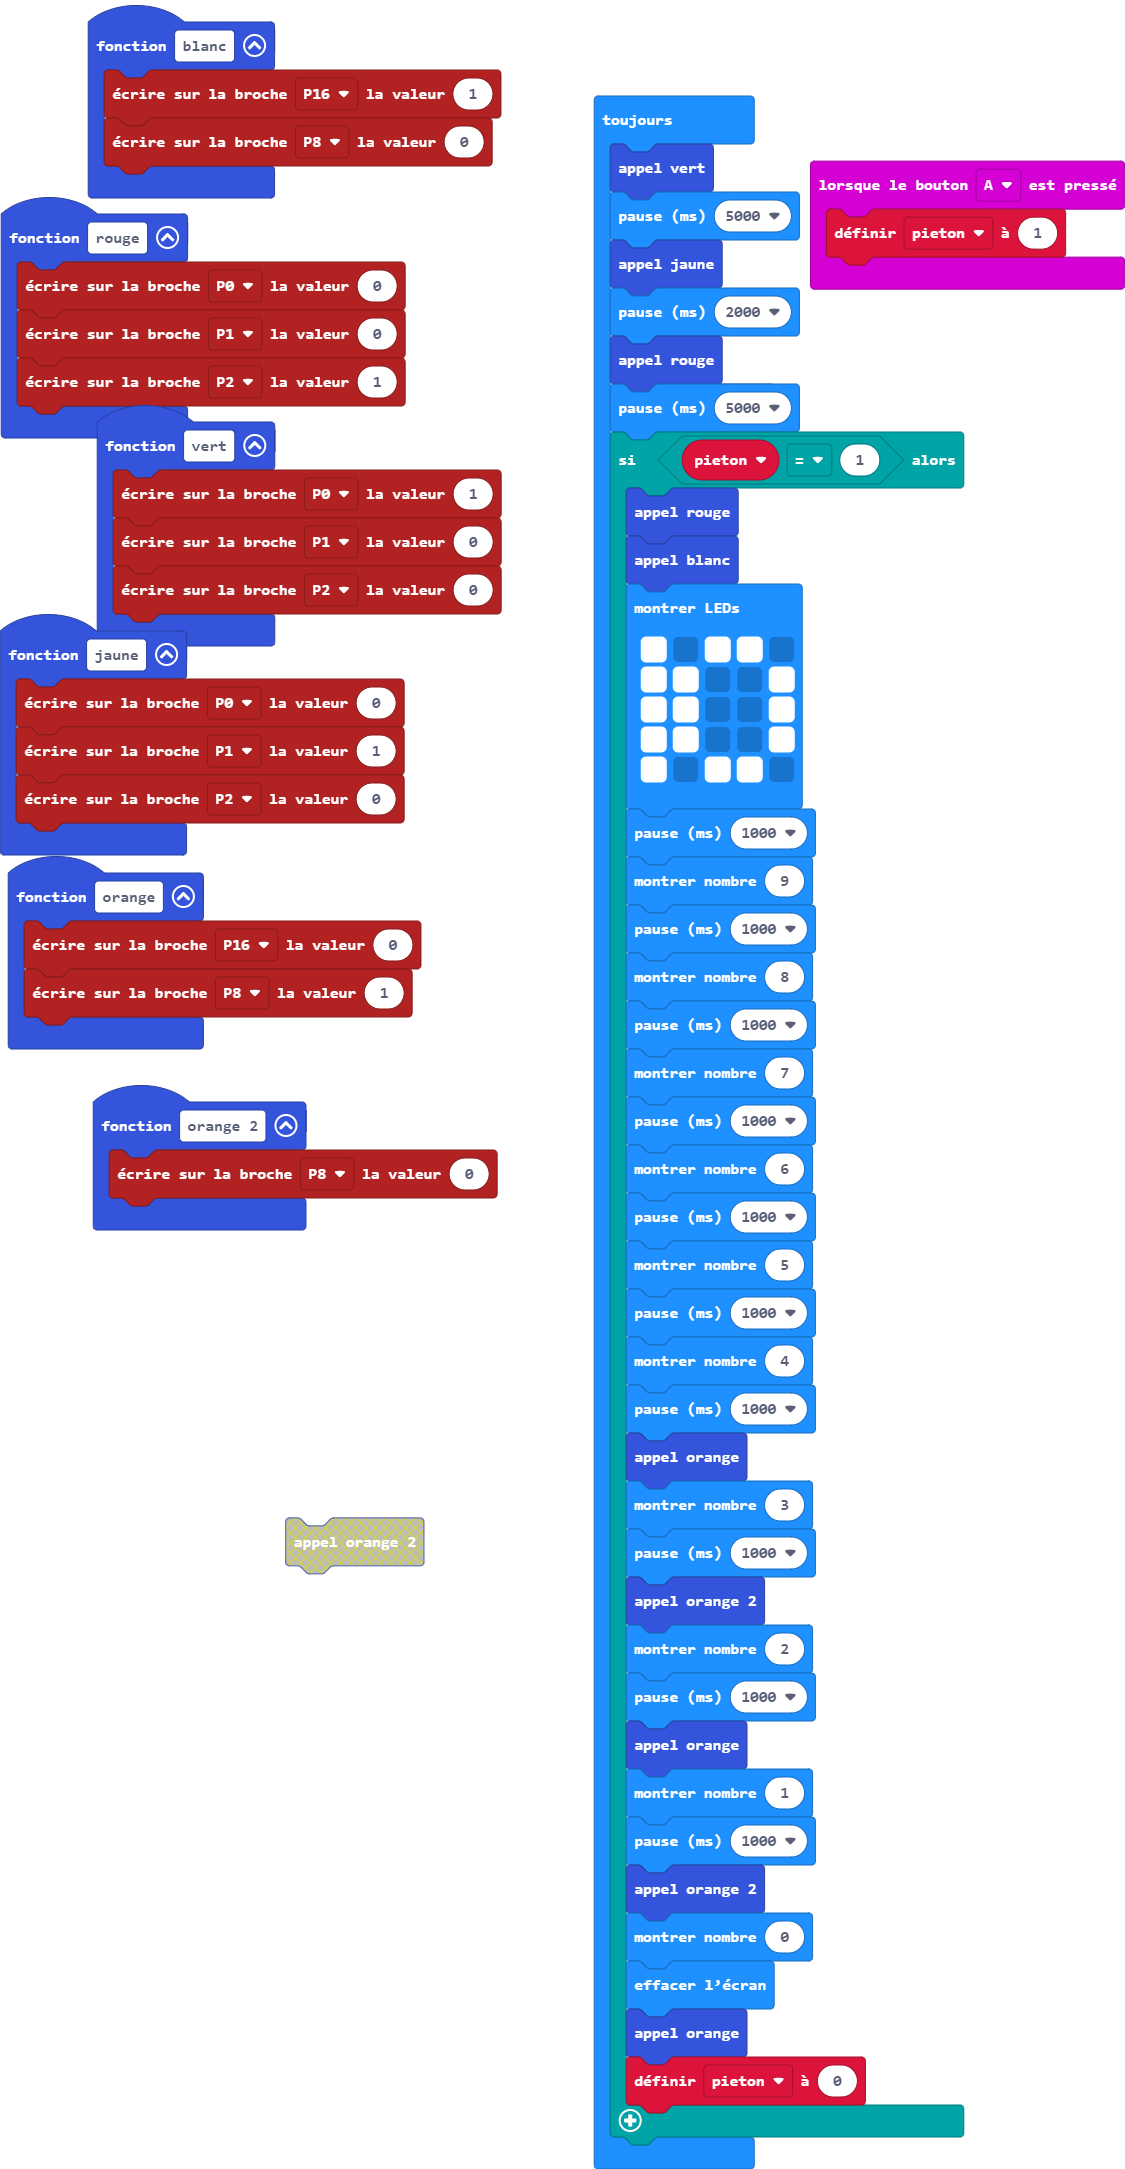 fonction blanc
écrire sur la broche P16 la valeur 1
écrire sur la broche P8 la valeur 0
fonction rouge
écrire sur la broche P0 la valeur 0
écrire sur la broche P1 la valeur 0
écrire sur la broche P2 la valeur 1
fonction vert
écrire sur la broche P0 la valeur 1
écrire sur la broche P1 la valeur 0
écrire sur la broche P2 la valeur 0
fonction jaune
écrire sur la broche P0 la valeur 0
écrire sur la broche P1 la valeur 1
écrire sur la broche P2 la valeur 0
fonction orange
écrire sur la broche P16 la valeur 0
écrire sur la broche P8 la valeur 1
fonction orange 2
écrire sur la broche P8 la valeur 0
appel orange 2
toujours
appel vert
pause (ms) 5000
appel jaune
pause (ms) 2000
appel rouge
pause (ms) 5000
si pieton = 1 alors
appel rouge
appel blanc
montrer LEDs
pause (ms) 1000
montrer nombre 9
pause (ms) 1000
montrer nombre 8
pause (ms) 1000
montrer nombre 7
pause (ms) 1000
montrer nombre 6
pause (ms) 1000
montrer nombre 5
pause (ms) 1000
montrer nombre 4
pause (ms) 1000
appel orange
montrer nombre 3
pause (ms) 1000
appel orange 2
montrer nombre 2
pause (ms) 1000
appel orange
montrer nombre 1
pause (ms) 1000
appel orange 2
montrer nombre 0
effacer l’écran
appel orange
définir pieton à 0
lorsque le bouton A est pressé
définir pieton à 1